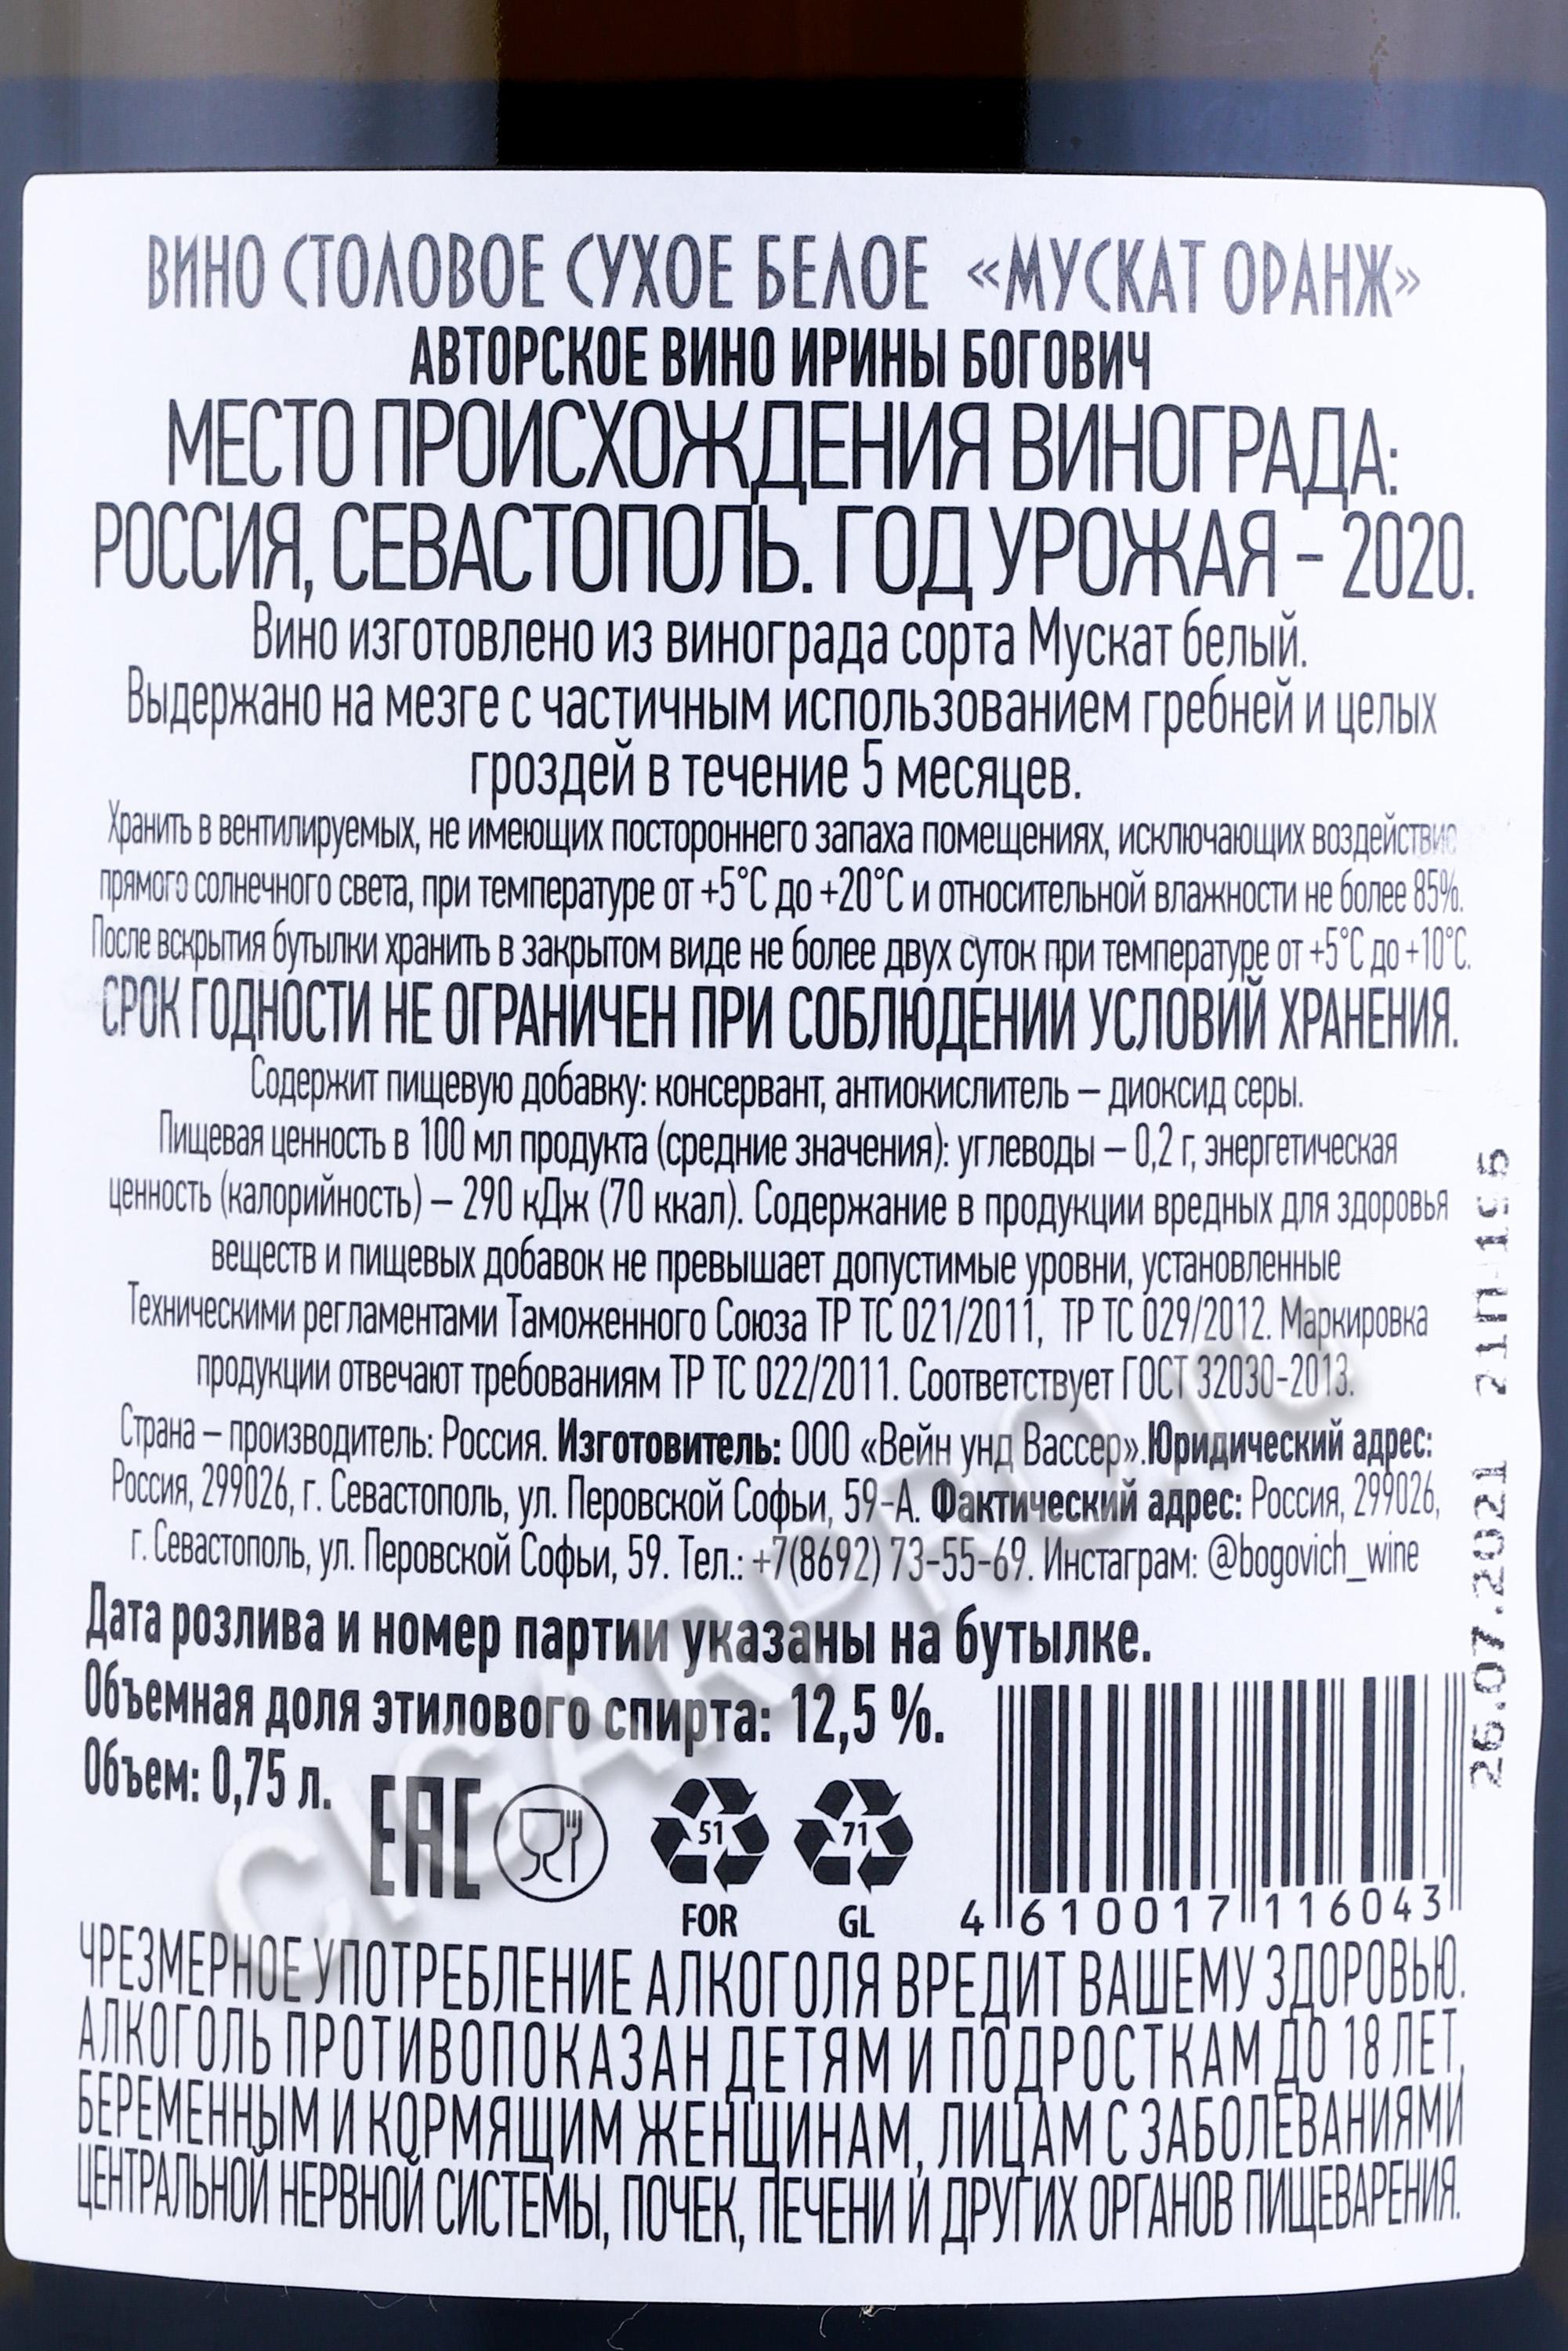 ВИНО СТОЛОВОЕ СУХОЕ БЕЛОЕ «МУСКАТ ОРАНЖ»
АВТОРСКОЕ ВИНО ИРИНЫ БОГОВИЧ
МЕСТО ПРОИСХОЖДЕНИЯ ВИНОГРАДА:
РОССИЯ, СЕВАСТОПОЛЬ. ГОД УРОЖАЯ – 2020.
Вино изготовлено из винограда сорта Мускат белый.
Выдержано на мезге с частичным использованием гребней и целых
гроздей в течение 5 месяцев.
Хранить в вентилируемых, не имеющих постороннего запаха помещениях, исключающих воздействие
прямого солнечного света, при температуре от +5°С до +20°С и относительной влажности не более 85%.
После вскрытия бутылки хранить в закрытом виде не более двух суток при температуре от +5°С до +10°С.
СРОК ГОДНОСТИ НЕ ОГРАНИЧЕН ПРИ СОБЛЮДЕНИИ УСЛОВИЙ ХРАНЕНИЯ.
Содержит пищевую добавку: консервант, антиокислитель – диоксид серы.
Пищевая ценность в 100 мл продукта (средние значения): углеводы – 0,2 г, энергетическая
ценность (калорийность) – 290 кДж (70 ккал). Содержание в продукции вредных для здоровья
веществ и пищевых добавок не превышает допустимые уровни, установленные
Техническими регламентами Таможенного Союза ТР ТС 021/2011, ТР ТС 029/2012. Маркировка
продукции отвечают требованиям ТР ТС 022/2011. Соответствует ГОСТ 32030-2013.
Страна – производитель: Россия. Изготовитель: ООО «Вейн унд Вассер».Юридический адрес:
Россия, 299026, г. Севастополь, ул. Перовской Софьи, 59-А. Фактический адрес: Россия, 299026,
г. Севастополь, ул. Перовской Софьи, 59. Тел.: +7(8692) 73-55-69. Инстаграм: @bogovich_wine
Дата розлива и номер партии указаны на бутылке.
Объемная доля этилового спирта: 12,5 %.
Объем: 0,75 л.
ЕАС
51
FOR
71
GL
4 610017 116043
26.07.2021 21П-195
ЧРЕЗМЕРНОЕ УПОТРЕБЛЕНИЕ АЛКОГОЛЯ ВРЕДИТ ВАШЕМУ ЗДОРОВЬЮ.
АЛКОГОЛЬ ПРОТИВОПОКАЗАН ДЕТЯМ И ПОДРОСТКАМ ДО 18 ЛЕТ,
БЕРЕМЕННЫМ И КОРМЯЩИМ ЖЕНЩИНАМ, ЛИЦАМ С ЗАБОЛЕВАНИЯМИ
ЦЕНТРАЛЬНОЙ НЕРВНОЙ СИСТЕМЫ, ПОЧЕК, ПЕЧЕНИ И ДРУГИХ ОРГАНОВ ПИЩЕВАРЕНИЯ.
CIGARPRO.ru